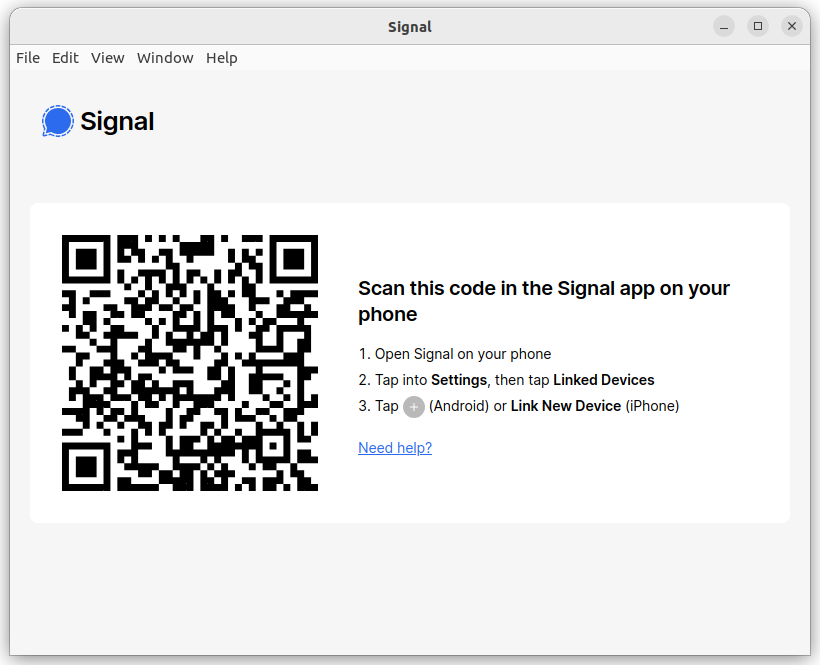 Signal
File Edit View Window Help
Signal
Scan this code in the Signal app on your
phone
1. Open Signal on your phone
2. Tap into Settings, then tap Linked Devices
3. Tap + (Android) or Link New Device (iPhone)
Need help?